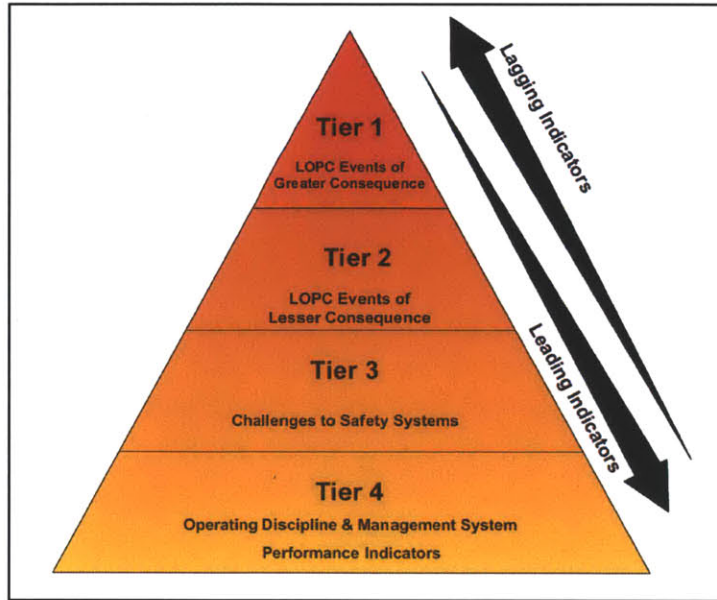 Tier 1
LOPC Events of
Greater Consequence
Tier 2
LOPC Events of
Lesser Consequence
Tier 3
Challenges to Safety Systems
Tier 4
Operating Discipline & Management System
Performance Indicators
Lagging Indicators
Leading Indicators